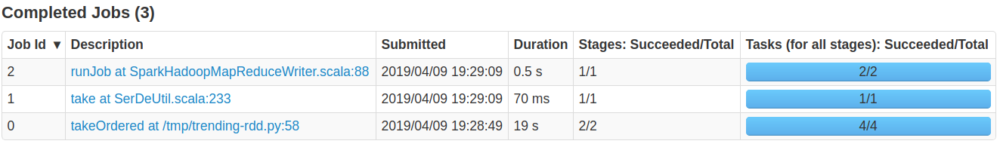 Completed Jobs (3)
Job Id ▼ Description Submitted Duration Stages: Succeeded/Total Tasks (for all stages): Succeeded/Total
2 runJob at SparkHadoopMapReduceWriter.scala:88 2019/04/09 19:29:09 0.5 s 1/1 2/2
1 take at SerDeUtil.scala:233 2019/04/09 19:29:09 70 ms 1/1 1/1
0 takeOrdered at /tmp/trending-rdd.py:58 2019/04/09 19:28:49 19 s 2/2 4/4